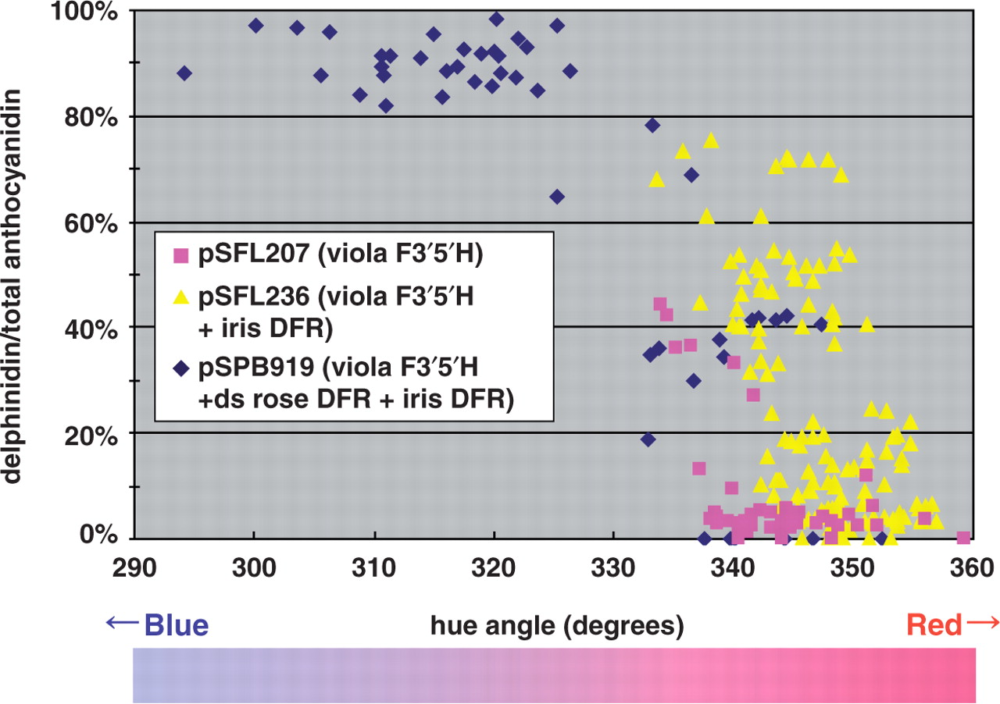 delphinidin/total anthocyanidin
100%
80%
60%
40%
20%
0%
pSFL207 (viola F3′5′H)
pSFL236 (viola F3′5′H
+ iris DFR)
pSPB919 (viola F3′5′H
+ds rose DFR + iris DFR)
290 300 310 320 330 340 350 360
←Blue hue angle (degrees) Red→